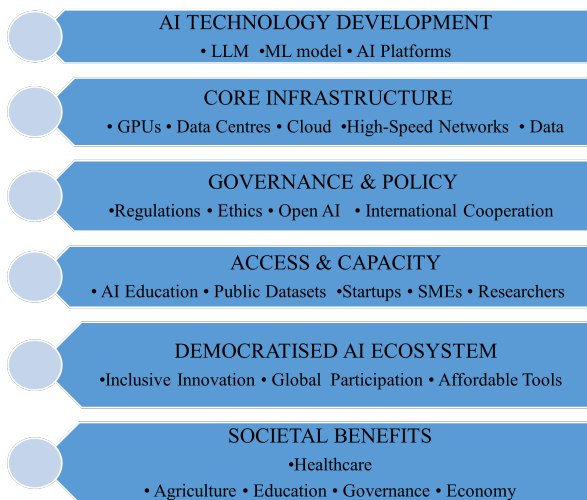 AI TECHNOLOGY DEVELOPMENT
• LLM •ML model • AI Platforms
CORE INFRASTRUCTURE
• GPUs • Data Centres • Cloud •High-Speed Networks • Data
GOVERNANCE & POLICY
•Regulations • Ethics • Open AI • International Cooperation
ACCESS & CAPACITY
• AI Education • Public Datasets •Startups • SMEs • Researchers
DEMOCRATISED AI ECOSYSTEM
•Inclusive Innovation • Global Participation • Affordable Tools
SOCIETAL BENEFITS
•Healthcare
• Agriculture • Education • Governance • Economy